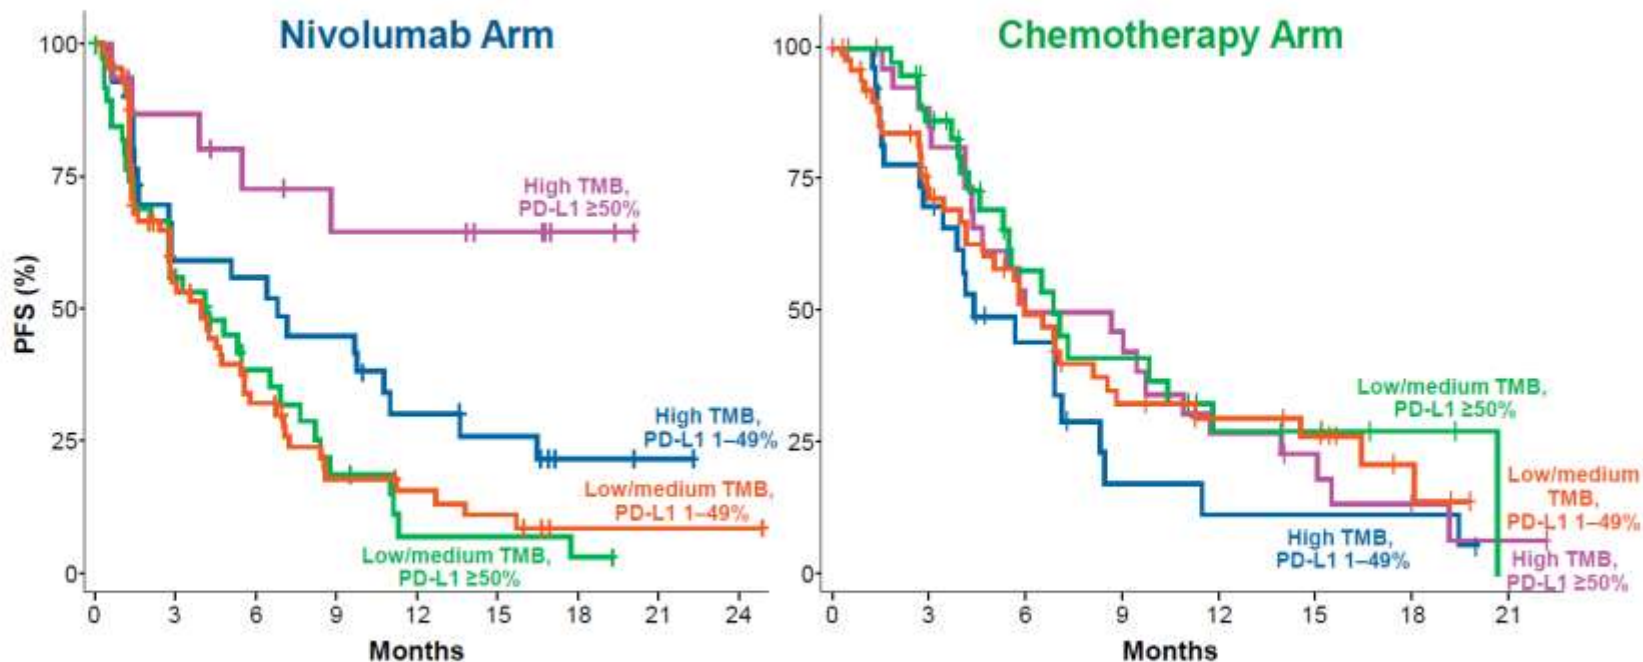 Nivolumab Arm
100
75
50
25
0
PFS (%)
High TMB,
PD-L1 ≥50%
High TMB,
PD-L1 1–49%
Low/medium TMB,
PD-L1 1–49%
Low/medium TMB,
PD-L1 ≥50%
0 3 6 9 12 15 18 21 24
Months
Chemotherapy Arm
100
75
50
25
0
Low/medium TMB,
PD-L1 ≥50%
Low/medium
TMB,
PD-L1 1–49%
High TMB,
PD-L1 1–49%
High TMB,
PD-L1 ≥50%
0 3 6 9 12 15 18 21
Months